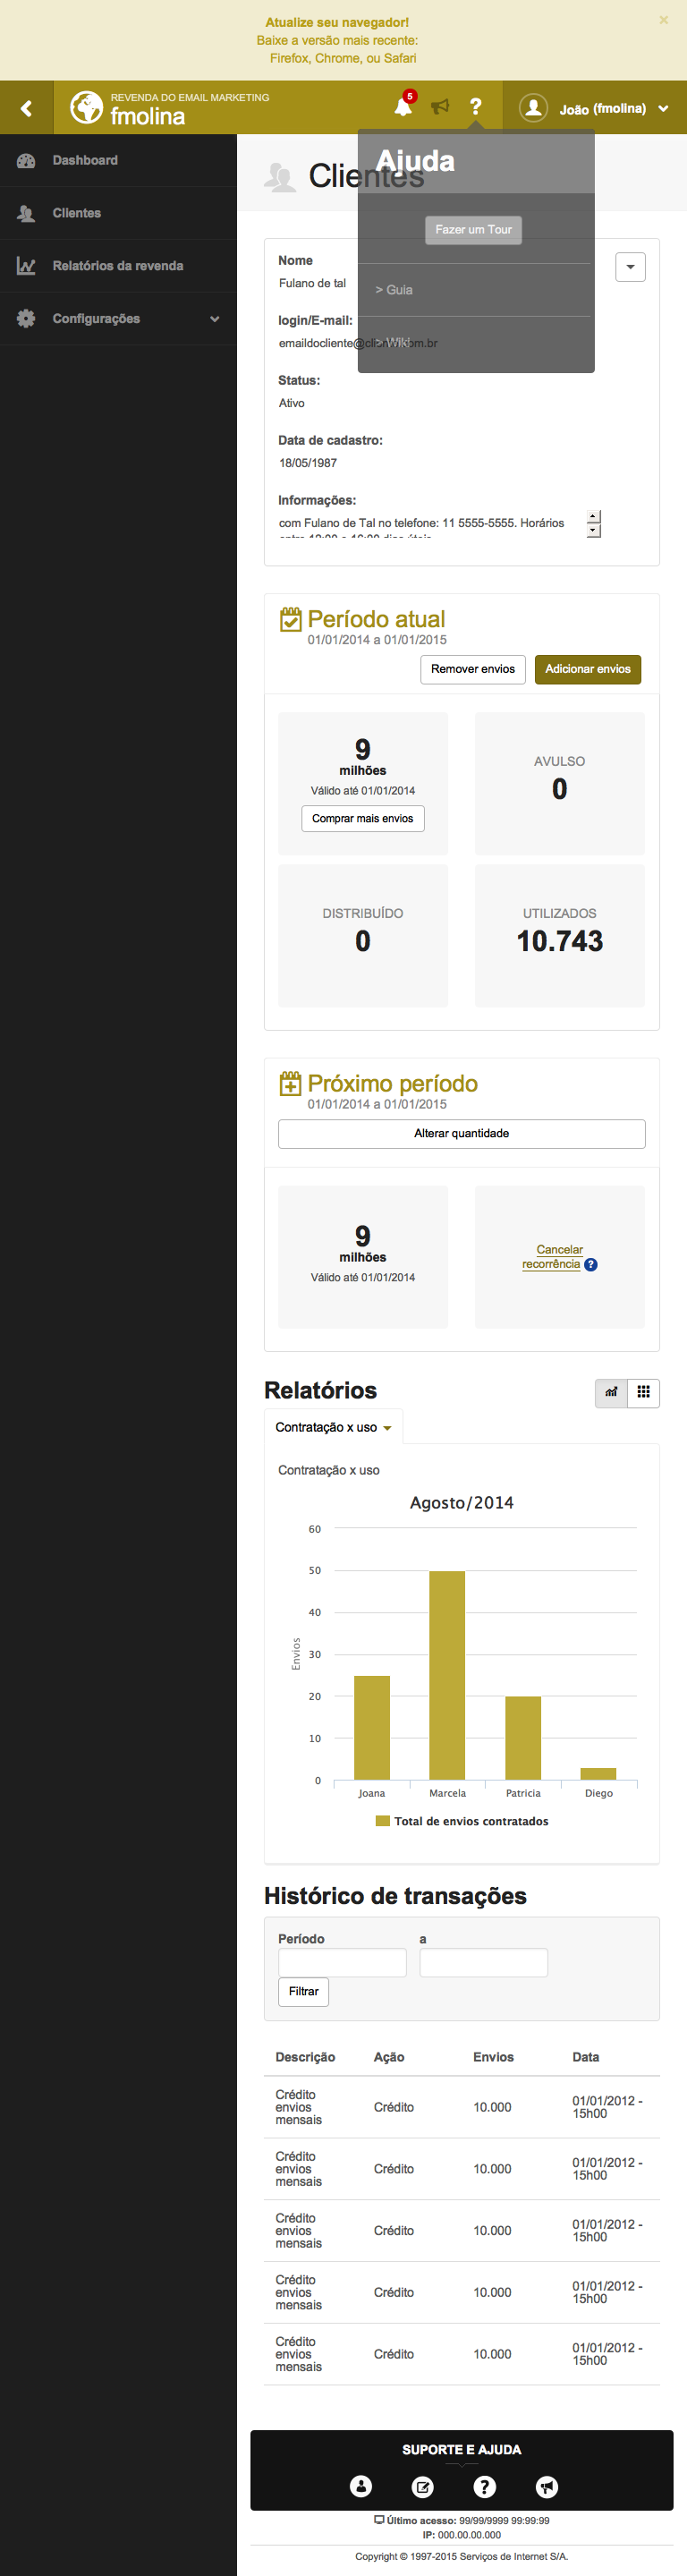 Atualize seu navegador!
Baixe a versão mais recente:
Firefox, Chrome, ou Safari
×
REVENDA DO EMAIL MARKETING
fmolina
5
?
João (fmolina)
Dashboard
Clientes
Relatórios da revenda
Configurações
Clientes
Ajuda
Fazer um Tour
> Guia
> Wiki
Nome
Fulano de tal
login/E-mail:
emaildocliente@cliente.com.br
Status:
Ativo
Data de cadastro:
18/05/1987
Informações:
com Fulano de Tal no telefone: 11 5555-5555. Horários
entre 12:00 e 16:00 dias úteis
Período atual
01/01/2014 a 01/01/2015
Remover envios
Adicionar envios
9
milhões
Válido até 01/01/2014
Comprar mais envios
AVULSO
0
DISTRIBUÍDO
0
UTILIZADOS
10.743
Próximo período
01/01/2014 a 01/01/2015
Alterar quantidade
9
milhões
Válido até 01/01/2014
Cancelar
recorrência ?
Relatórios
Contratação x uso
Contratação x uso
Agosto/2014
60
50
40
30
20
10
0
Envios
Joana Marcela Patricia Diego
Total de envios contratados
Histórico de transações
Período a
Filtrar
Descrição Ação Envios Data
Crédito
envios
mensais
Crédito
10.000
01/01/2012 -
15h00
Crédito
envios
mensais
Crédito
10.000
01/01/2012 -
15h00
Crédito
envios
mensais
Crédito
10.000
01/01/2012 -
15h00
Crédito
envios
mensais
Crédito
10.000
01/01/2012 -
15h00
Crédito
envios
mensais
Crédito
10.000
01/01/2012 -
15h00
SUPORTE E AJUDA
?
Último acesso: 99/99/9999 99:99:99
IP: 000.00.00.000
Copyright © 1997-2015 Serviços de Internet S/A.